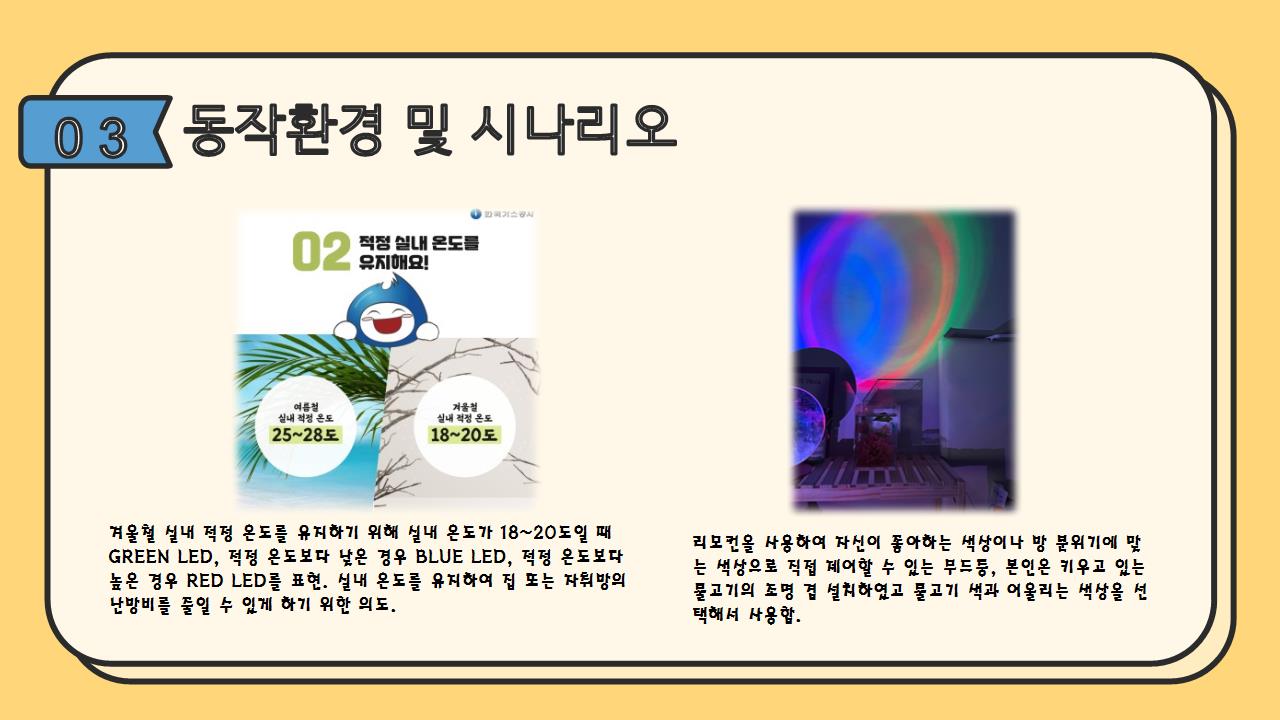 03
동작환경 및 시나리오
한국가스공사
02 적정 실내 온도를
유지해요!
여름철
실내 적정 온도
25~28도
겨울철
실내 적정 온도
18~20도
겨울철 실내 적정 온도를 유지하기 위해 실내 온도가 18~20도일 때
GREEN LED, 적정 온도보다 낮은 경우 BLUE LED, 적정 온도보다
높은 경우 RED LED를 표현. 실내 온도를 유지하여 집 또는 자취방의
난방비를 줄일 수 있게 하기 위한 의도.
리모컨을 사용하여 자신이 좋아하는 색상이나 방 분위기에 맞
는 색상으로 직접 제어할 수 있는 무드등, 본인은 키우고 있는
물고기의 조명 겸 설치하였고 물고기 색과 어울리는 색상을 선
택해서 사용함.